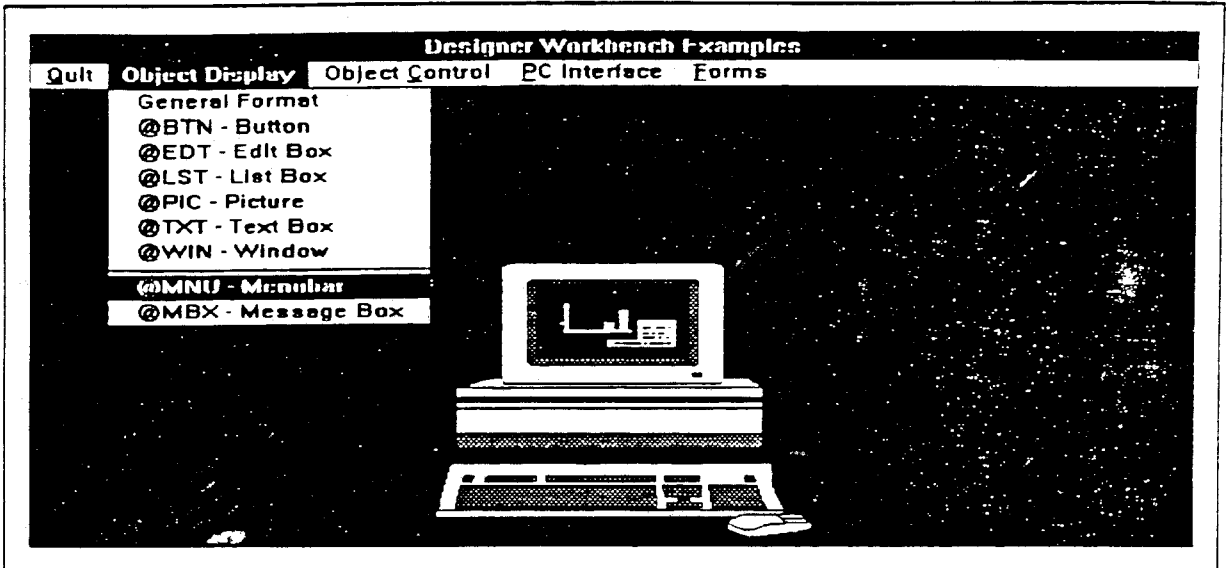 Designer Workbench Examples
Quit Object Display Object Control PC Interface Forms
General Format
@BTN - Button
@EDT - Edit Box
@LST - List Box
@PIC - Picture
@TXT - Text Box
@WIN - Window
@MNU - Menubar
@MBX - Message Box